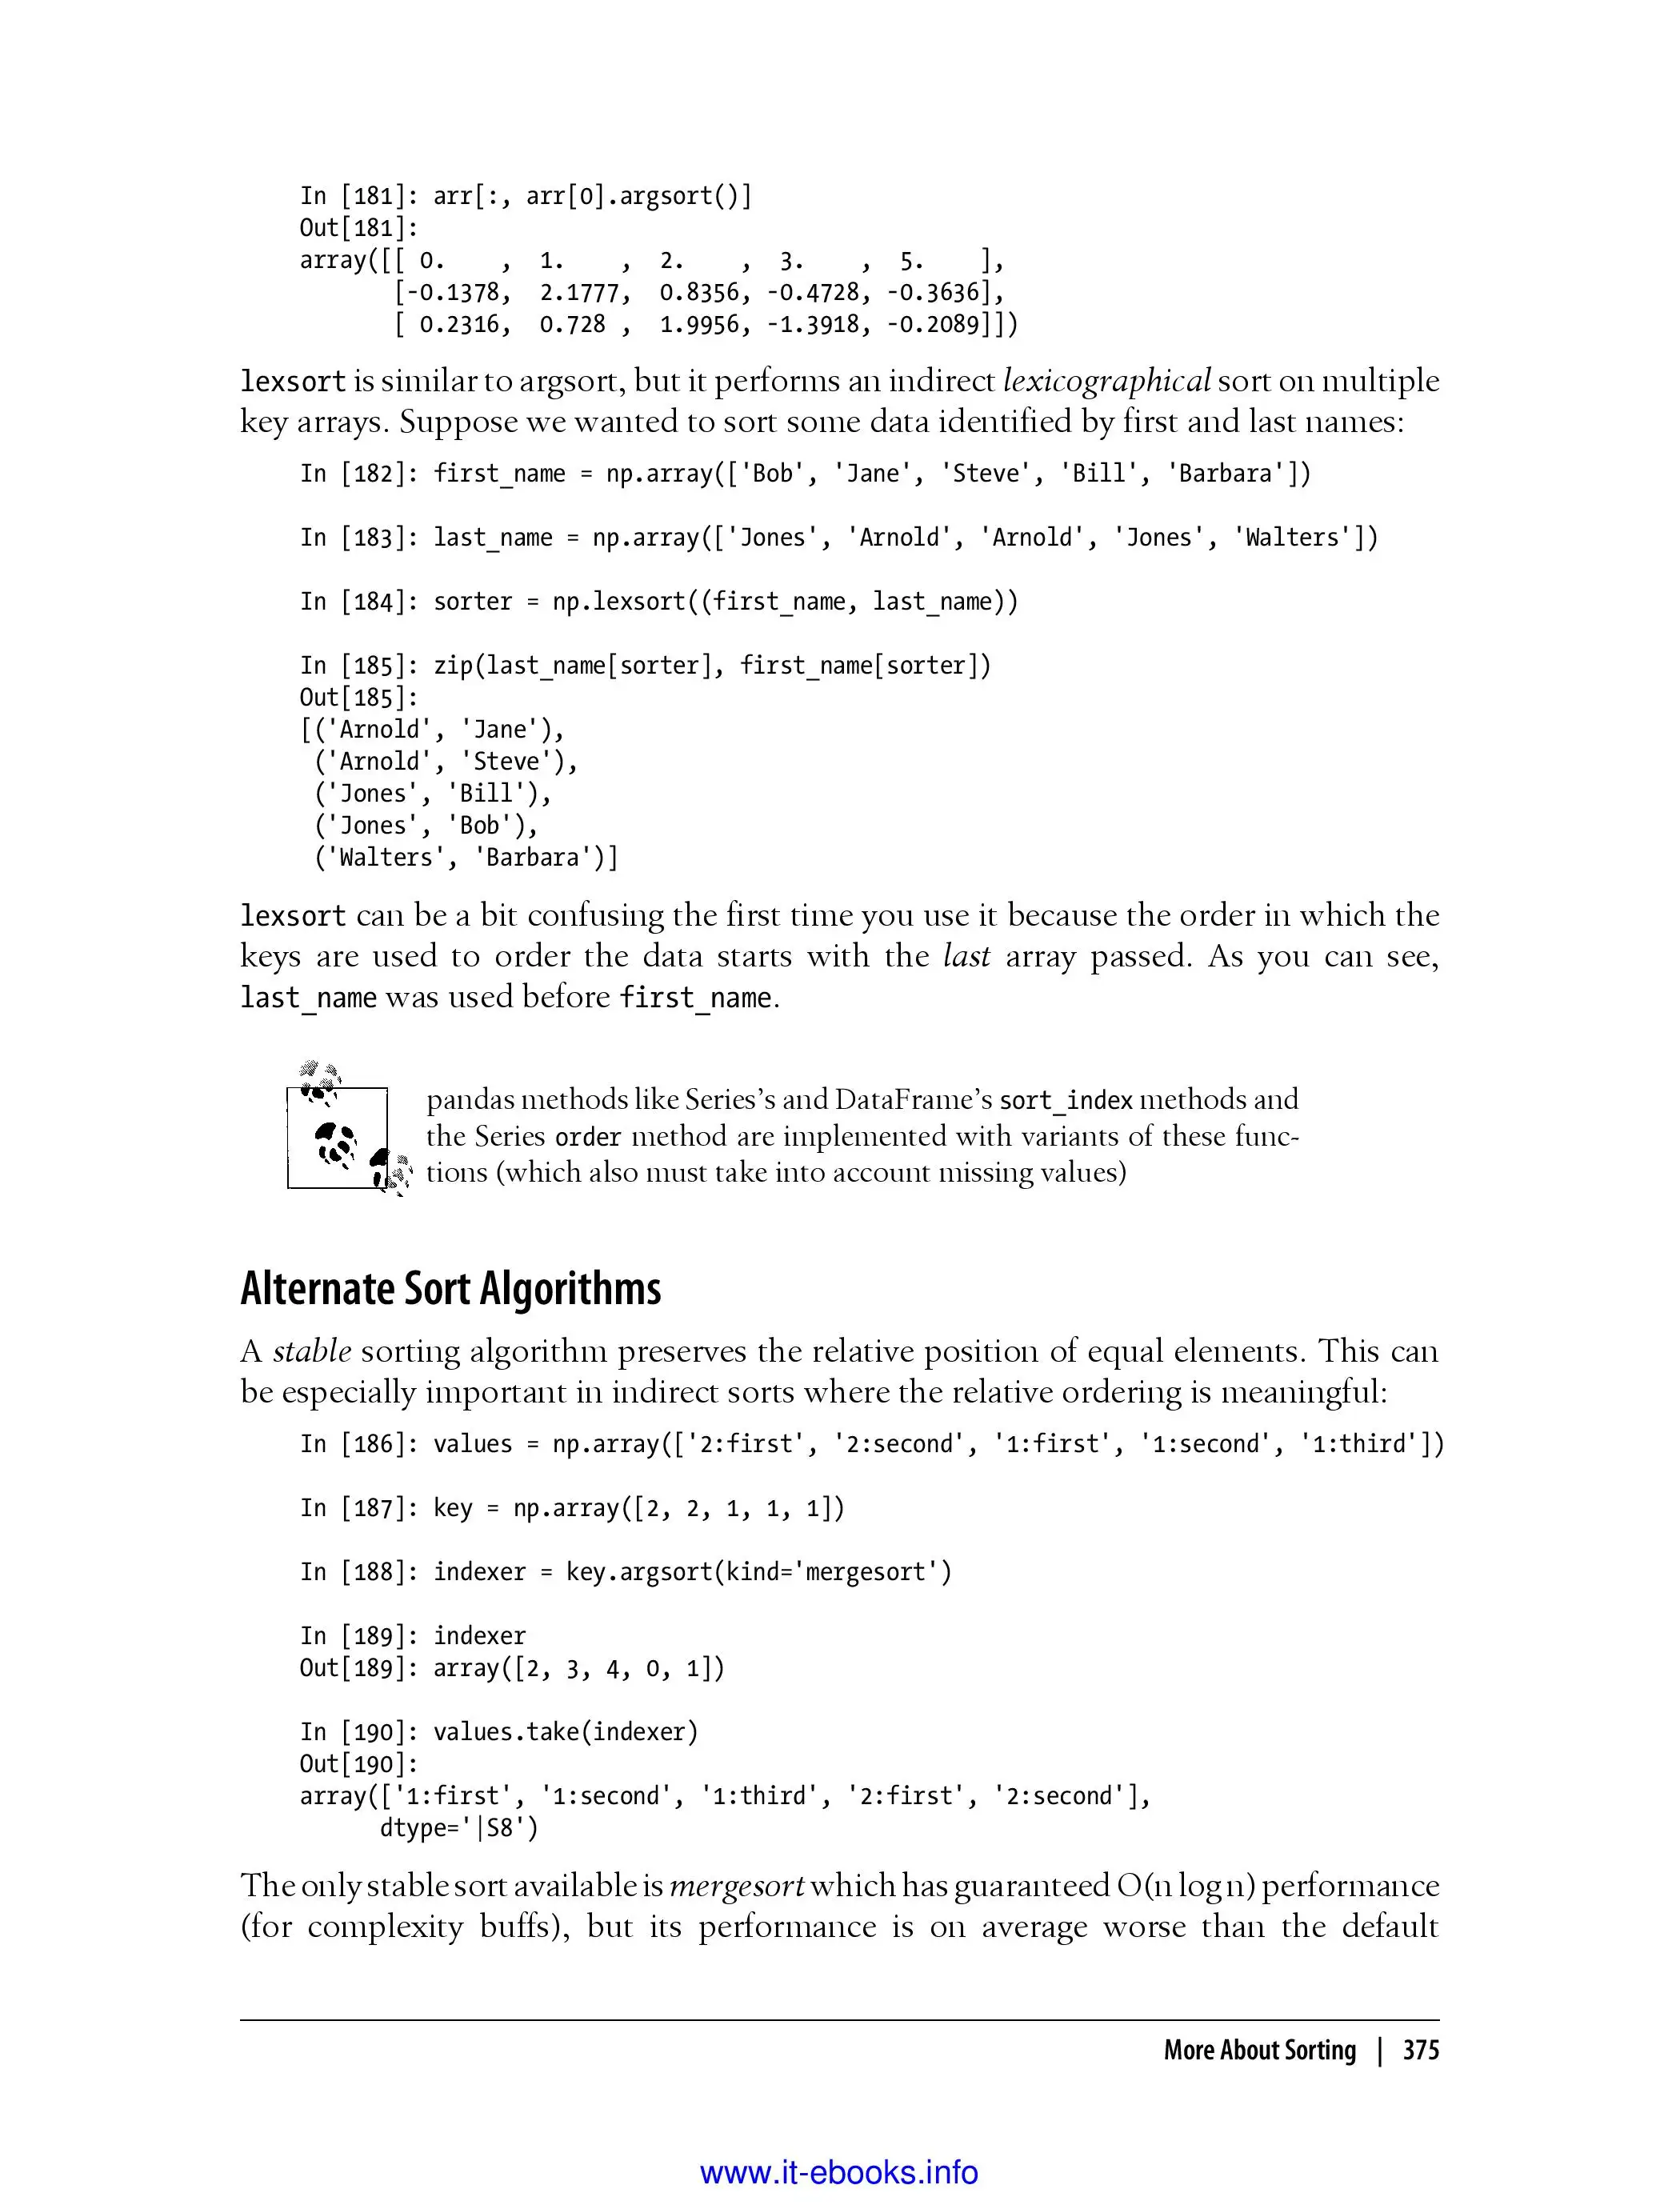 In [181]: arr[:, arr[0].argsort()]
Out[181]:
array([[ 0.    ,  1.    ,  2.    ,  3.    ,  5.    ],
       [-0.1378,  2.1777,  0.8356, -0.4728, -0.3636],
       [ 0.2316,  0.728 ,  1.9956, -1.3918, -0.2089]])
lexsort is similar to argsort, but it performs an indirect lexicographical sort on multiple
key arrays. Suppose we wanted to sort some data identified by first and last names:
In [182]: first_name = np.array(['Bob', 'Jane', 'Steve', 'Bill', 'Barbara'])
In [183]: last_name = np.array(['Jones', 'Arnold', 'Arnold', 'Jones', 'Walters'])
In [184]: sorter = np.lexsort((first_name, last_name))
In [185]: zip(last_name[sorter], first_name[sorter])
Out[185]:
[('Arnold', 'Jane'),
 ('Arnold', 'Steve'),
 ('Jones', 'Bill'),
 ('Jones', 'Bob'),
 ('Walters', 'Barbara')]
lexsort can be a bit confusing the first time you use it because the order in which the
keys are used to order the data starts with the last array passed. As you can see,
last_name was used before first_name.
pandas methods like Series’s and DataFrame’s sort_index methods and
the Series order method are implemented with variants of these func-
tions (which also must take into account missing values)
Alternate Sort Algorithms
A stable sorting algorithm preserves the relative position of equal elements. This can
be especially important in indirect sorts where the relative ordering is meaningful:
In [186]: values = np.array(['2:first', '2:second', '1:first', '1:second', '1:third'])
In [187]: key = np.array([2, 2, 1, 1, 1])
In [188]: indexer = key.argsort(kind='mergesort')
In [189]: indexer
Out[189]: array([2, 3, 4, 0, 1])
In [190]: values.take(indexer)
Out[190]:
array(['1:first', '1:second', '1:third', '2:first', '2:second'],
      dtype='|S8')
The only stable sort available is mergesort which has guaranteed O(n log n) performance
(for complexity buffs), but its performance is on average worse than the default
More About Sorting | 375
www.it-ebooks.info